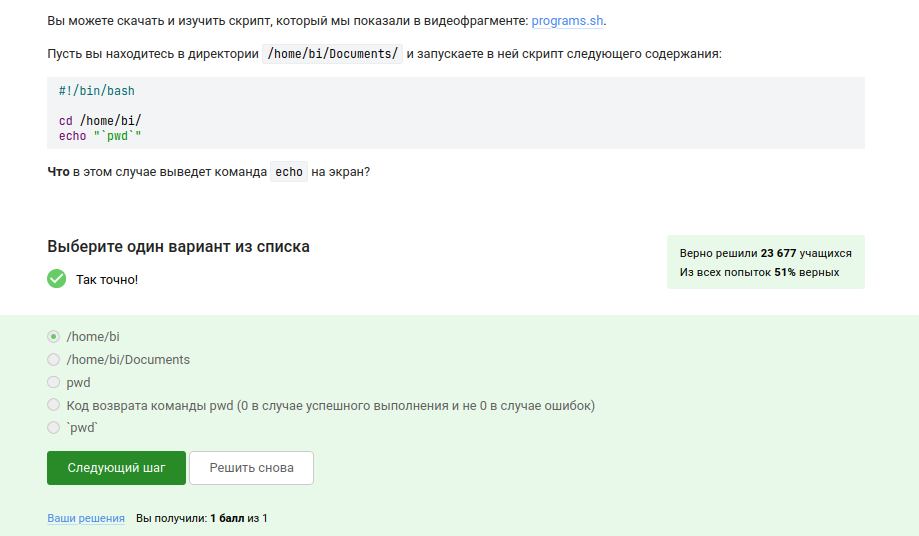 Вы можете скачать и изучить скрипт, который мы показали в видеофрагменте: programs.sh.
Пусть вы находитесь в директории /home/bi/Documents/ и запускаете в ней скрипт следующего содержания:
#!/bin/bash
cd /home/bi/
echo "`pwd`"
Что в этом случае выведет команда echo на экран?
Выберите один вариант из списка
Так точно!
Верно решили 23 677 учащихся
Из всех попыток 51% верных
/home/bi
/home/bi/Documents
pwd
Код возврата команды pwd (0 в случае успешного выполнения и не 0 в случае ошибок)
`pwd`
Следующий шаг Решить снова
Ваши решения Вы получили: 1 балл из 1